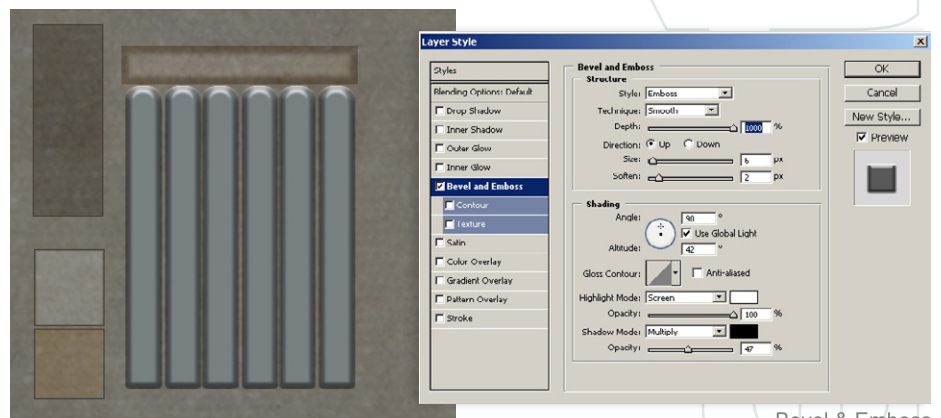 Layer Style
Styles
Blending Options: Default
Drop Shadow
Inner Shadow
Outer Glow
Inner Glow
Bevel and Emboss
Contour
Texture
Satin
Color Overlay
Gradient Overlay
Pattern Overlay
Stroke
Bevel and Emboss
Structure
Style: Emboss
Technique: Smooth
Depth: 1000 %
Direction: Up Down
Size: 6 px
Soften: 2 px
Shading
Angle: 90 °
Use Global Light
Altitude: 42 °
Gloss Contour: Anti-aliased
Highlight Mode: Screen
Opacity: 100 %
Shadow Mode: Multiply
Opacity: 47 %
OK
Cancel
New Style...
Preview
Bevel & Emboss